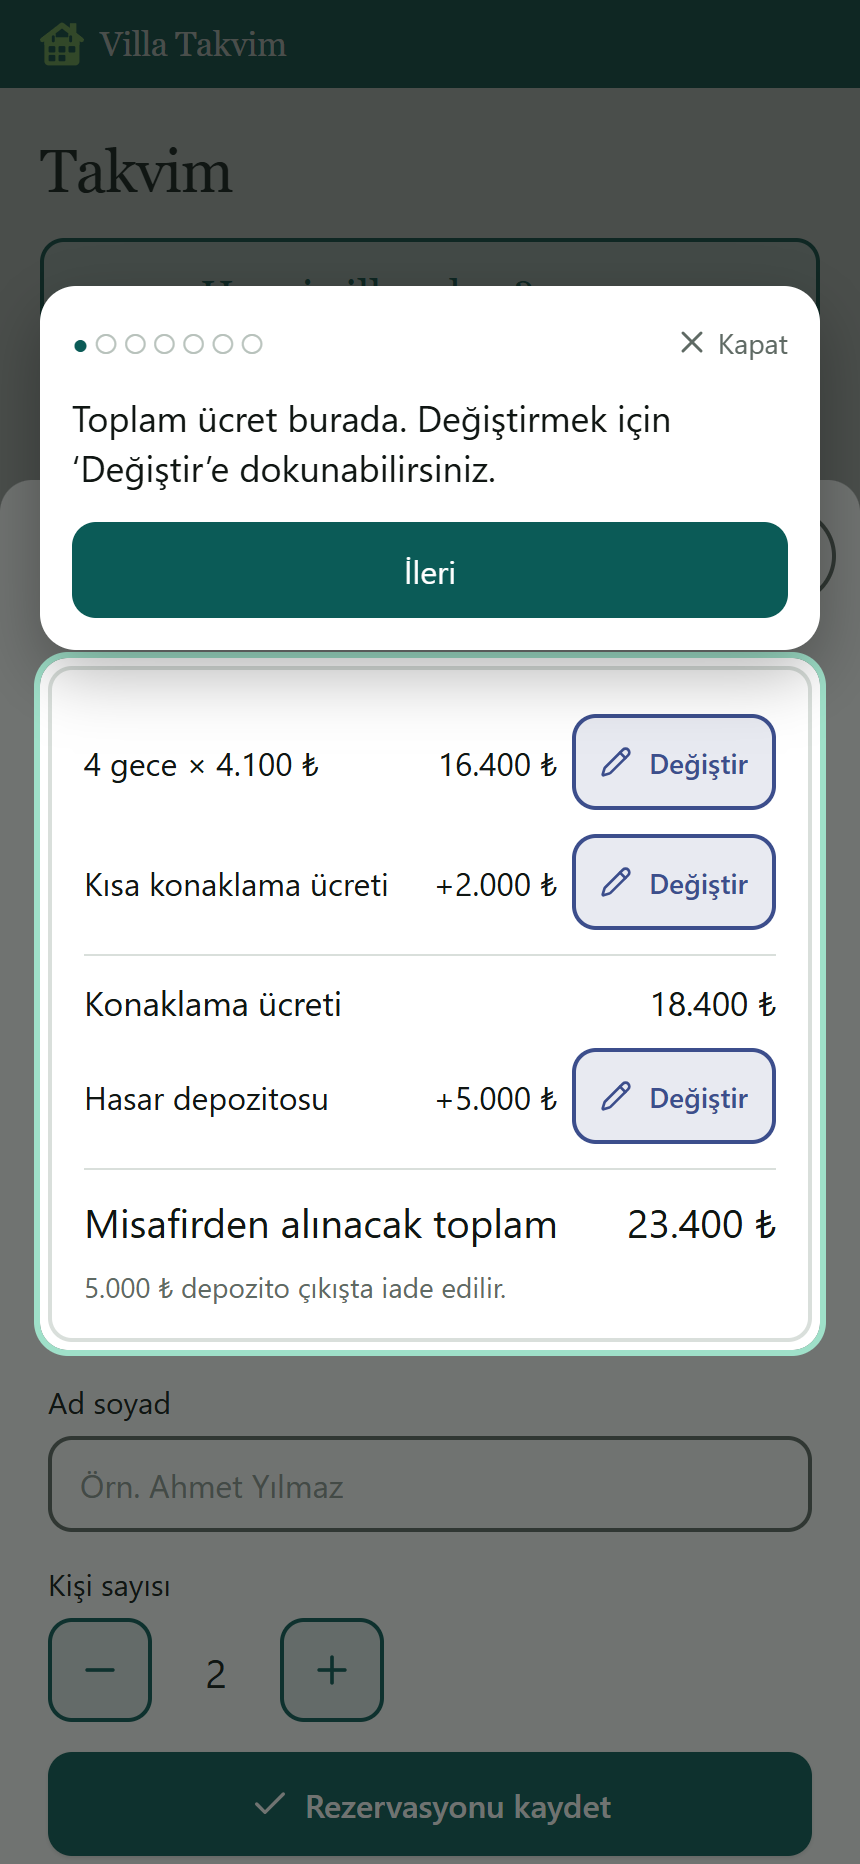 Villa Takvim
Takvim
Kapat
Toplam ücret burada. Değiştirmek için
‘Değiştir’e dokunabilirsiniz.
İleri
4 gece × 4.100 ₺ 16.400 ₺ Değiştir
Kısa konaklama ücreti +2.000 ₺ Değiştir
Konaklama ücreti 18.400 ₺
Hasar depozitosu +5.000 ₺ Değiştir
Misafirden alınacak toplam 23.400 ₺
5.000 ₺ depozito çıkışta iade edilir.
Ad soyad
Örn. Ahmet Yılmaz
Kişi sayısı
− 2 +
Rezervasyonu kaydet